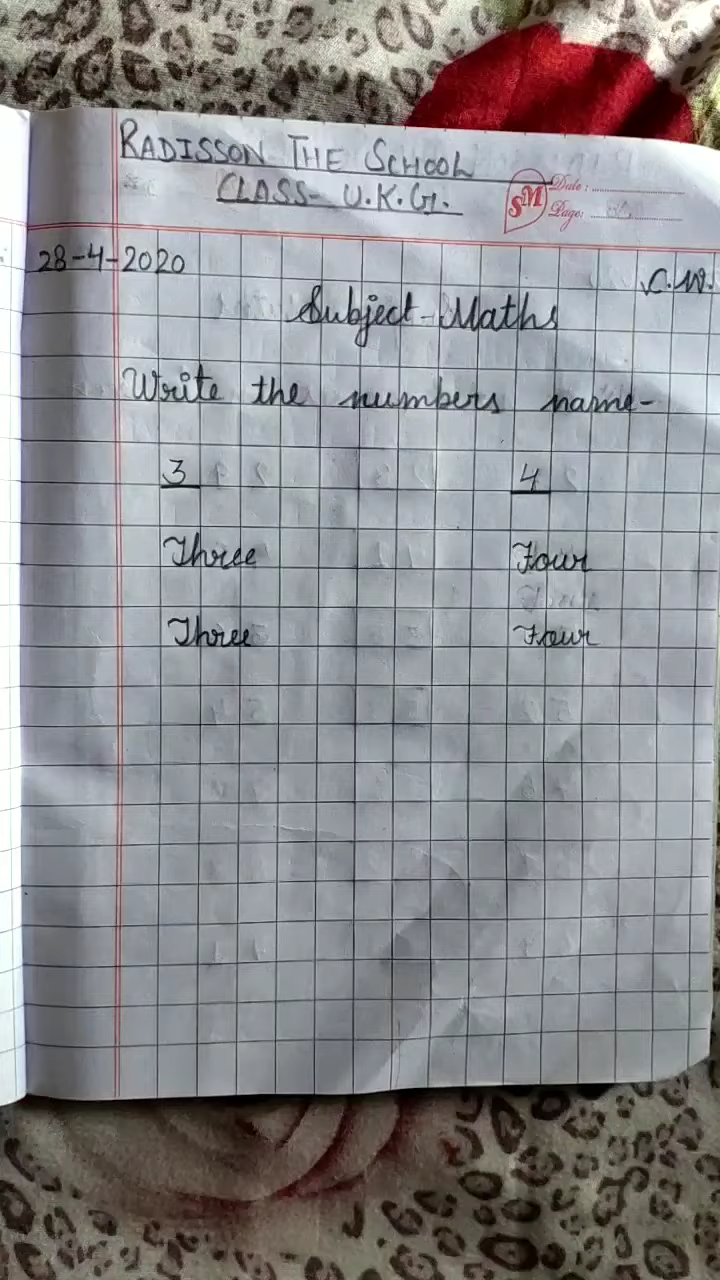 RADISSON THE SCHOOL
CLASS- U.K.G.
SM Date:
Page:
28-4-2020 C.W.
Subject-Maths
Write the numbers name-
3 4
Three Four
Three Four